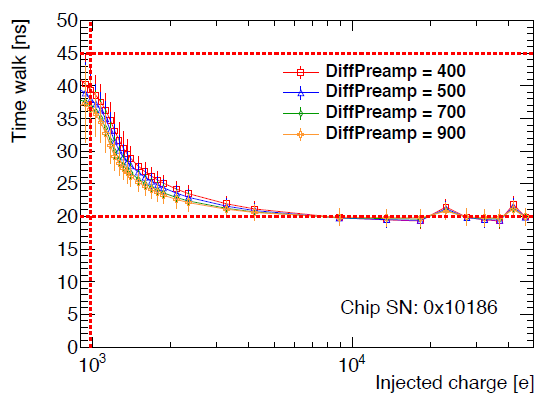 Time walk [ns]
50
45
40
35
30
25
20
15
10
5
0
DiffPreamp = 400
DiffPreamp = 500
DiffPreamp = 700
DiffPreamp = 900
Chip SN: 0x10186
10³
10⁴
Injected charge [e]